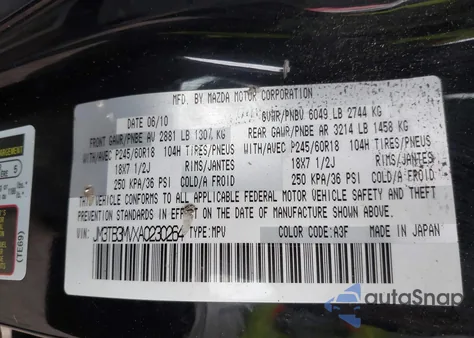 MFD. BY MAZDA MOTOR CORPORATION
DATE 06/10 GVWR/PNBV 6049 LB 2744 KG
FRONT GAWR/PNBE AV 2881 LB 1307 KG REAR GAWR/PNBE AR 3214 LB 1458 KG
WITH/AVEC P245/60R18 104H TIRES/PNEUS WITH/AVEC P245/60R18 104H TIRES/PNEUS
18X7 1/2J RIMS/JANTES 18X7 1/2J RIMS/JANTES
250 KPA/36 PSI COLD/A FROID 250 KPA/36 PSI COLD/A FROID
THIS VEHICLE CONFORMS TO ALL APPLICABLE FEDERAL MOTOR VEHICLE SAFETY AND THEFT
PREVENTION STANDARDS IN EFFECT ON THE DATE OF MANUFACTURE SHOWN ABOVE.
VIN: JM3TB3MVXA0230264 TYPE: MPV COLOR CODE: A3F MADE IN JAPAN
5
(TE69)
autoSnap